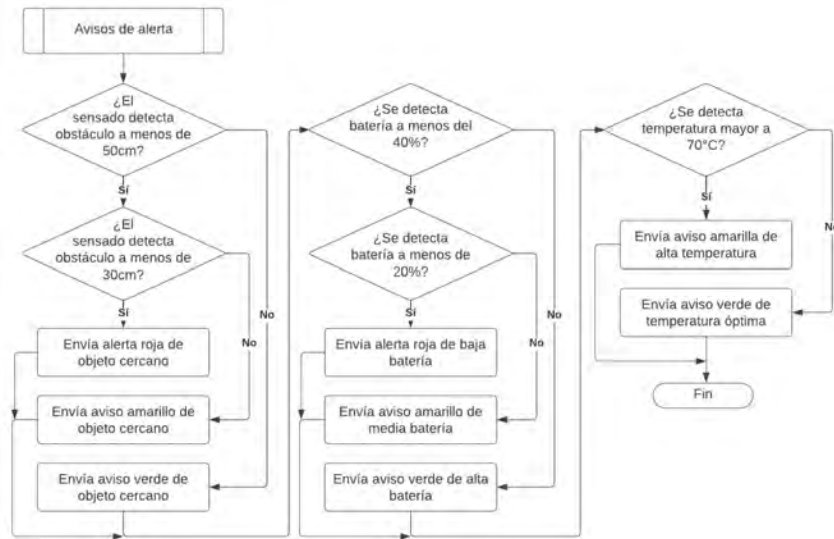 Avisos de alerta
¿El
sensado detecta
obstáculo a menos de
50cm?
No
Sí
¿El
sensado detecta
obstáculo a menos de
30cm?
No
Sí
Envía alerta roja de
objeto cercano
Envía aviso amarillo de
objeto cercano
Envía aviso verde de
objeto cercano
¿Se detecta
batería a menos del
40%?
No
Sí
¿Se detecta
batería a menos de
20%?
No
Sí
Envía alerta roja de baja
batería
Envía aviso amarillo de
media batería
Envía aviso verde de alta
batería
¿Se detecta
temperatura mayor a
70°C?
No
Sí
Envía aviso amarilla de
alta temperatura
Envía aviso verde de
temperatura óptima
Fin